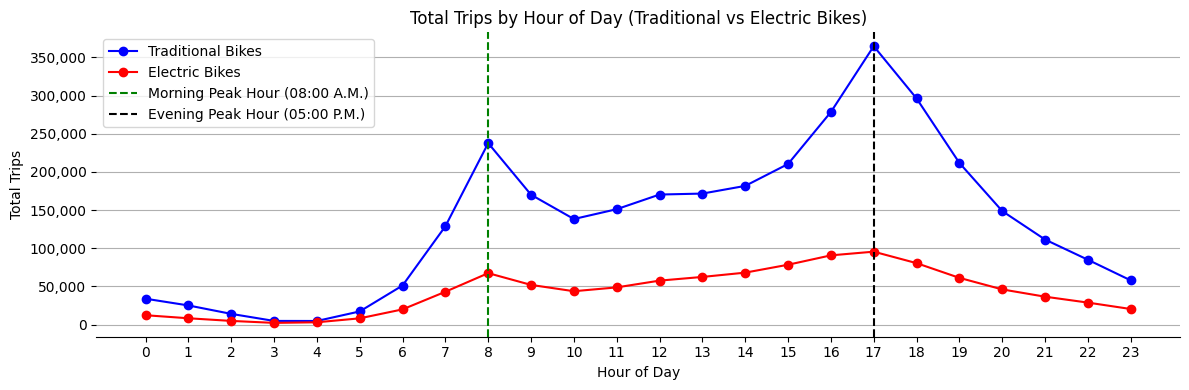 Total Trips by Hour of Day (Traditional vs Electric Bikes)
Traditional Bikes
Electric Bikes
Morning Peak Hour (08:00 A.M.)
Evening Peak Hour (05:00 P.M.)
Total Trips
350,000
300,000
250,000
200,000
150,000
100,000
50,000
0
0 1 2 3 4 5 6 7 8 9 10 11 12 13 14 15 16 17 18 19 20 21 22 23
Hour of Day